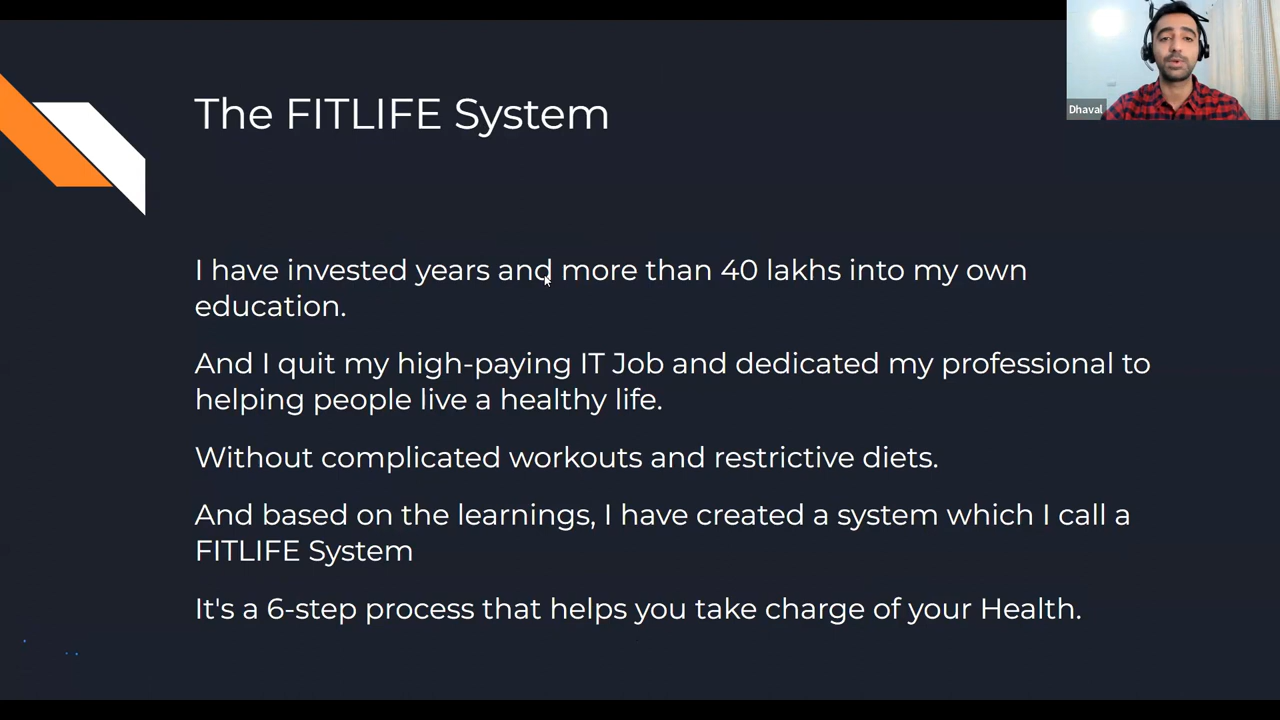 Dhaval
The FITLIFE System
I have invested years and more than 40 lakhs into my own
education.
And I quit my high-paying IT Job and dedicated my professional to
helping people live a healthy life.
Without complicated workouts and restrictive diets.
And based on the learnings, I have created a system which I call a
FITLIFE System
It's a 6-step process that helps you take charge of your Health.